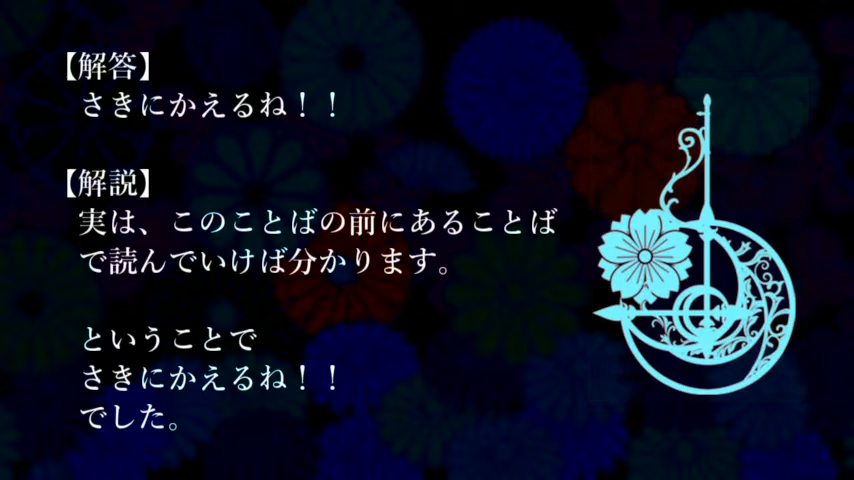 【解答】
さきにかえるね！！
【解説】
実は、このことばの前にあることば
で読んでいけば分かります。
ということで
さきにかえるね！！
でした。